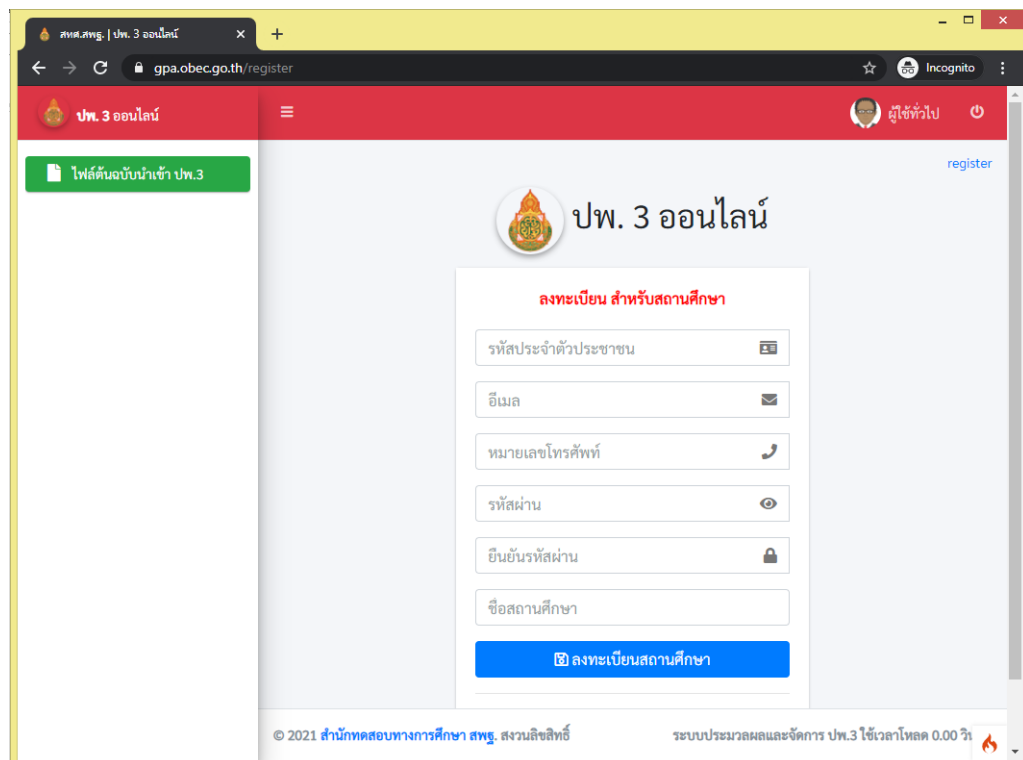 สทศ.สพฐ. | ปพ. 3 ออนไลน์
gpa.obec.go.th/register
Incognito
ปพ. 3 ออนไลน์
ผู้ใช้ทั่วไป
ไฟล์ต้นฉบับนำเข้า ปพ.3
register
ปพ. 3 ออนไลน์
ลงทะเบียน สำหรับสถานศึกษา
รหัสประจำตัวประชาชน
อีเมล
หมายเลขโทรศัพท์
รหัสผ่าน
ยืนยันรหัสผ่าน
ชื่อสถานศึกษา
ลงทะเบียนสถานศึกษา
© 2021 สำนักทดสอบทางการศึกษา สพฐ. สงวนลิขสิทธิ์
ระบบประมวลผลและจัดการ ปพ.3 ใช้เวลาโหลด 0.00